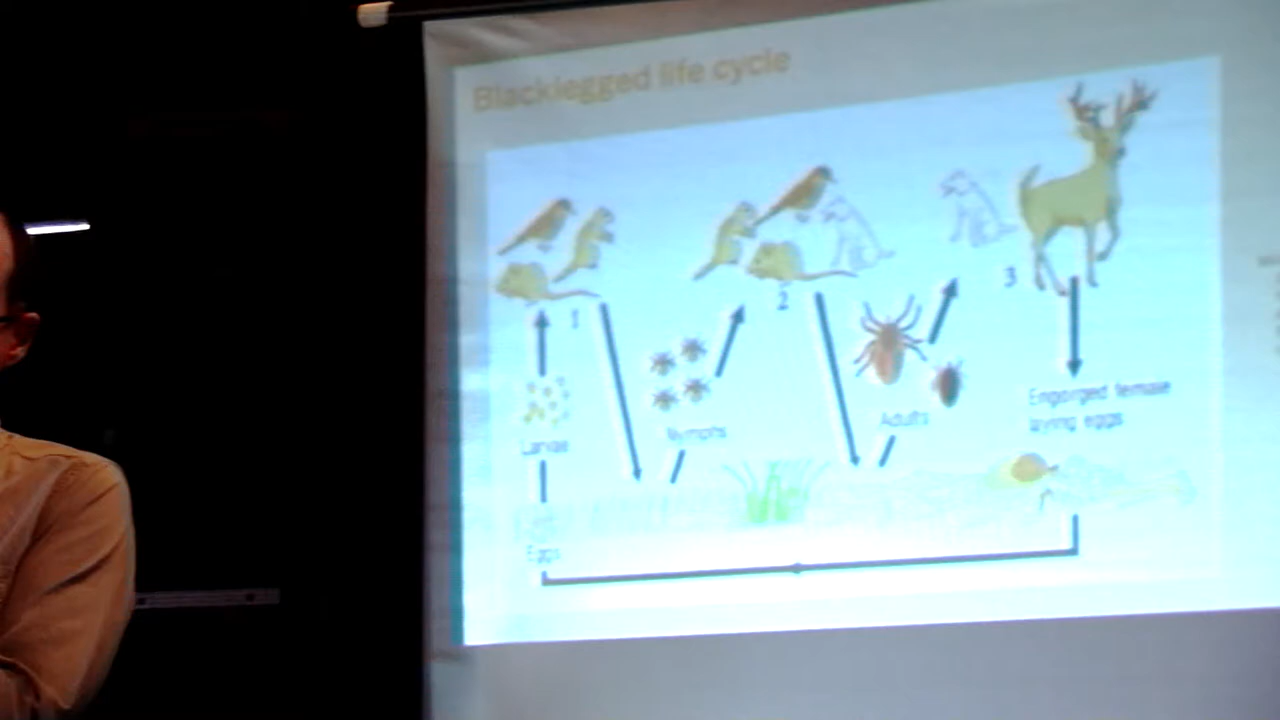 Blacklegged life cycle
1
2
3
Larvae
Nymphs
Adults
Engorged female
laying eggs
Eggs